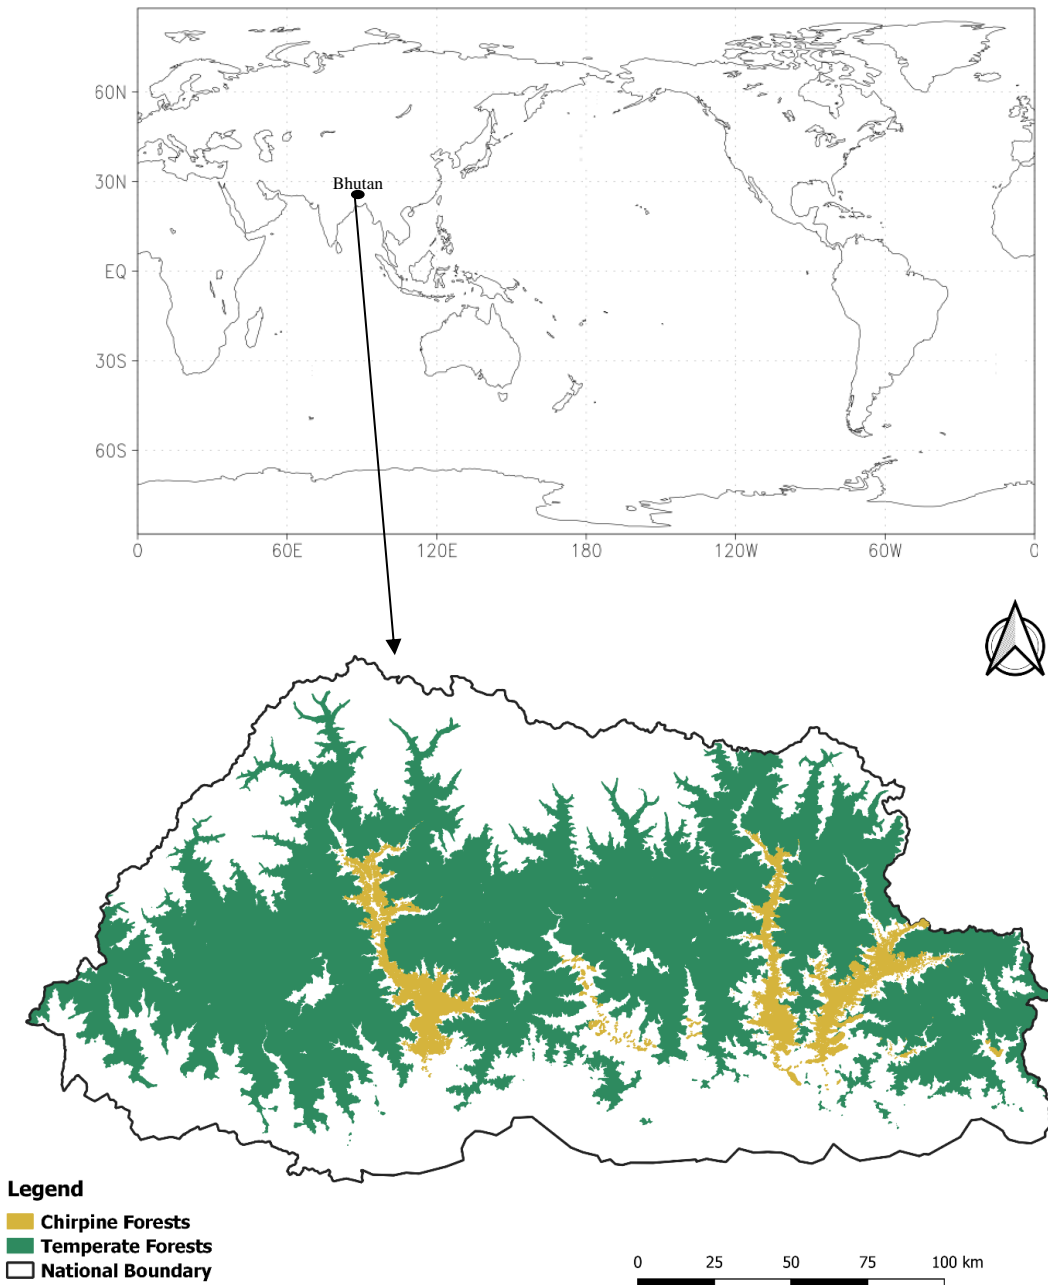 60N
30N
Bhutan
EQ
30S
60S
0 60E 120E 180 120W 60W 0
Legend
Chirpine Forests
Temperate Forests
National Boundary
0 25 50 75 100 km